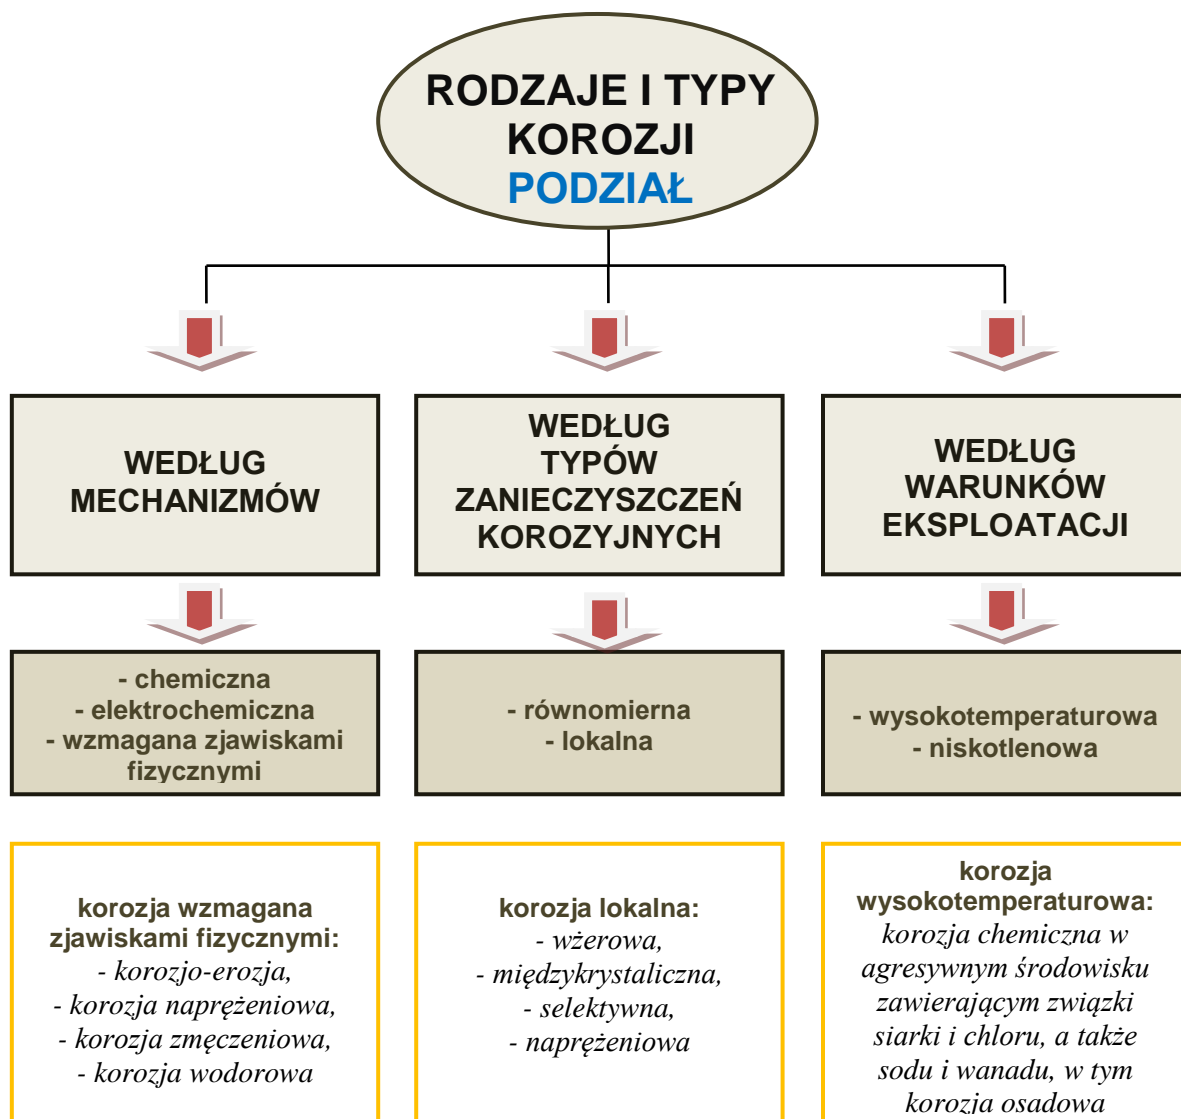 RODZAJE I TYPY
KOROZJI
PODZIAŁ
WEDŁUG
MECHANIZMÓW
WEDŁUG
TYPÓW
ZANIECZYSZCZEŃ
KOROZYJNYCH
WEDŁUG
WARUNKÓW
EKSPLOATACJI
- chemiczna
- elektrochemiczna
- wzmagana zjawiskami
fizycznymi
- równomierna
- lokalna
- wysokotemperaturowa
- niskotlenowa
korozja wzmagana
zjawiskami fizycznymi:
- korozjo-erozja,
- korozja naprężeniowa,
- korozja zmęczeniowa,
- korozja wodorowa
korozja lokalna:
- wżerowa,
- międzykrystaliczna,
- selektywna,
- naprężeniowa
korozja
wysokotemperaturowa:
korozja chemiczna w
agresywnym środowisku
zawierającym związki
siarki i chloru, a także
sodu i wanadu, w tym
korozja osadowa